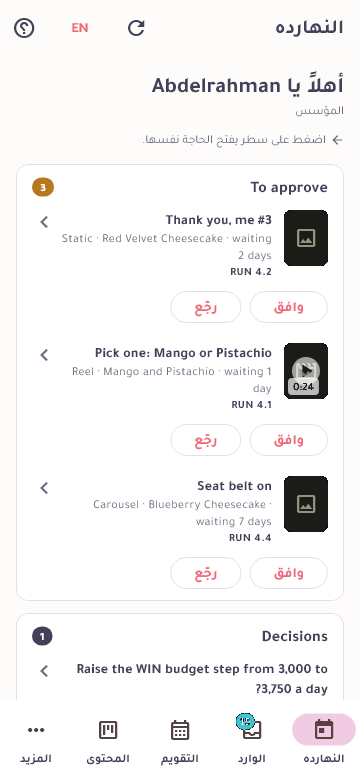 النهارده
EN
أهلاً يا Abdelrahman
المؤسس
اضغط على سطر يفتح الحاجة نفسها.
To approve
3
Thank you, me #3
Static · Red Velvet Cheesecake · waiting
2 days
RUN 4.2
وافق
رجّع
Pick one: Mango or Pistachio
0:24
Reel · Mango and Pistachio · waiting 1
day
RUN 4.1
وافق
رجّع
Seat belt on
Carousel · Blueberry Cheesecake ·
waiting 7 days
RUN 4.4
وافق
رجّع
Decisions
1
Raise the WIN budget step from 3,000 to
3,750 a day?
15
النهارده
الوارد
التقويم
المحتوى
المزيد